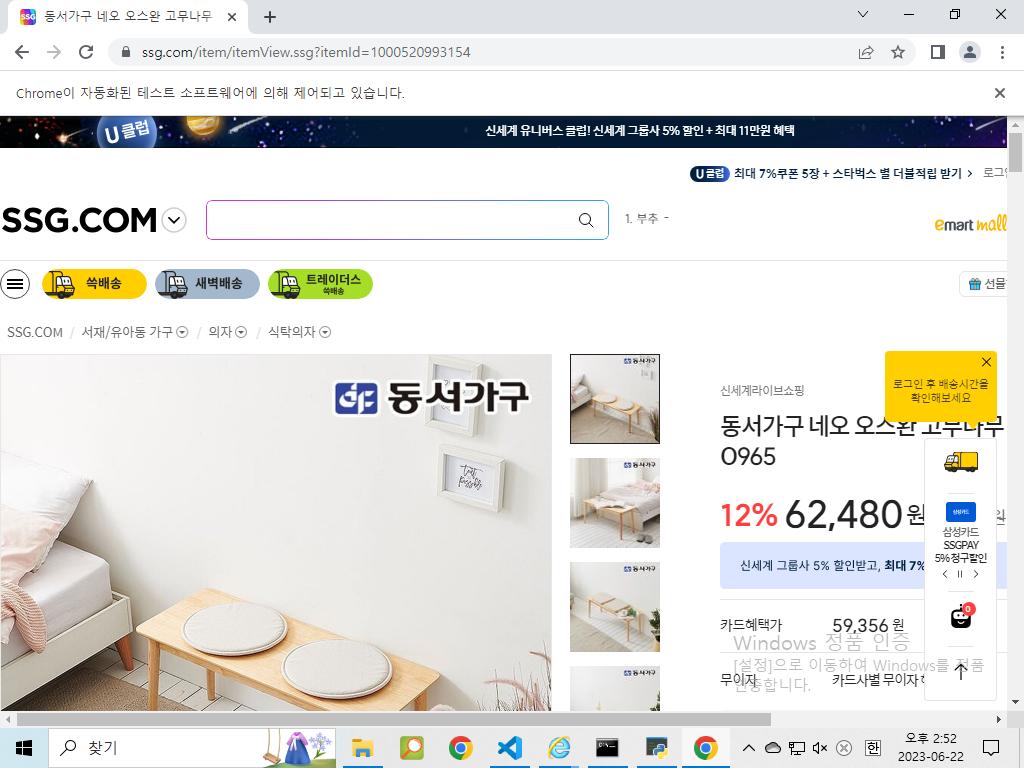 동서가구 네오 오스완 고무나무
ssg.com/item/itemView.ssg?itemId=1000520993154
Chrome이 자동화된 테스트 소프트웨어에 의해 제어되고 있습니다.
U클럽
신세계 유니버스 클럽! 신세계 그룹사 5% 할인 + 최대 11만원 혜택
U클럽 최대 7%쿠폰 5장 + 스타벅스 별 더블적립 받기 > 로그인
SSG.COM
1. 부추 -
emart mall
쓱배송
새벽배송
트레이더스
쓱배송
선물
SSG.COM / 서재/유아동 가구 / 의자 / 식탁의자
동서가구
신세계라이브쇼핑
로그인 후 배송시간을
확인해보세요
동서가구 네오 오스완 고무나무
O965
12% 62,480원
삼성카드
삼성카드
SSGPAY
5% 청구할인
신세계 그룹사 5% 할인받고, 최대 7%
0
카드혜택가 59,356 원
Windows 정품 인증
[설정]으로 이동하여 Windows를 정품
인증합니다.
무이자 카드사별 무이자
찾기
오후 2:52
한
2023-06-22